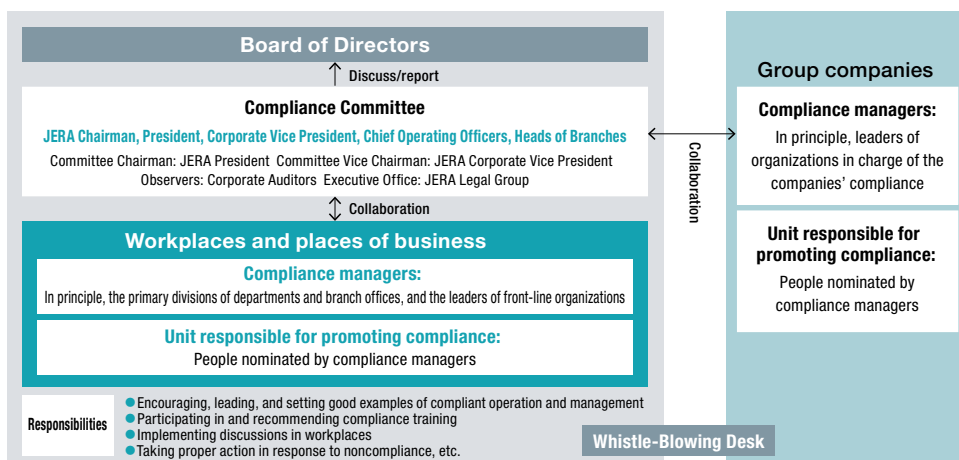 Board of Directors
Discuss/report
Compliance Committee
JERA Chairman, President, Corporate Vice President, Chief Operating Officers, Heads of Branches
Committee Chairman: JERA President Committee Vice Chairman: JERA Corporate Vice President
Observers: Corporate Auditors Executive Office: JERA Legal Group
Collaboration
Workplaces and places of business
Compliance managers:
In principle, the primary divisions of departments and branch offices, and the leaders of front-line organizations
Unit responsible for promoting compliance:
People nominated by compliance managers
Responsibilities
●Encouraging, leading, and setting good examples of compliant operation and management
●Participating in and recommending compliance training
●Implementing discussions in workplaces
●Taking proper action in response to noncompliance, etc.
Collaboration
Group companies
Compliance managers:
In principle, leaders of
organizations in charge of the
companies’ compliance
Unit responsible for
promoting compliance:
People nominated by
compliance managers
Whistle-Blowing Desk